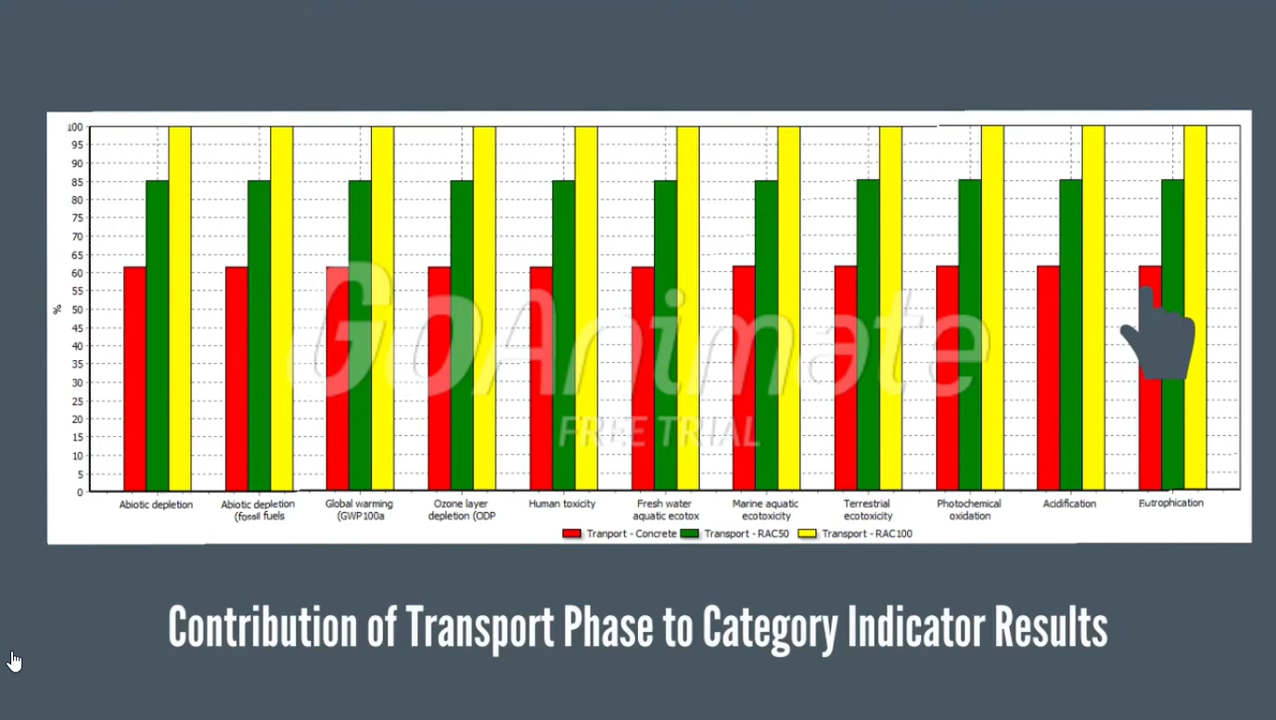 100
95
90
85
80
75
70
65
60
55
50
45
40
35
30
25
20
15
10
5
0
%
GoAnimate
FREE TRIAL
Abiotic depletion
Abiotic depletion
(fossil fuels
Global warming
(GWP100a
Ozone layer
depletion (ODP
Human toxicity
Fresh water
aquatic ecotox
Marine aquatic
ecotoxicity
Terrestrial
ecotoxicity
Photochemical
oxidation
Acidification
Eutrophication
Tranport - Concrete Transport - RAC50 Transport - RAC100
Contribution of Transport Phase to Category Indicator Results